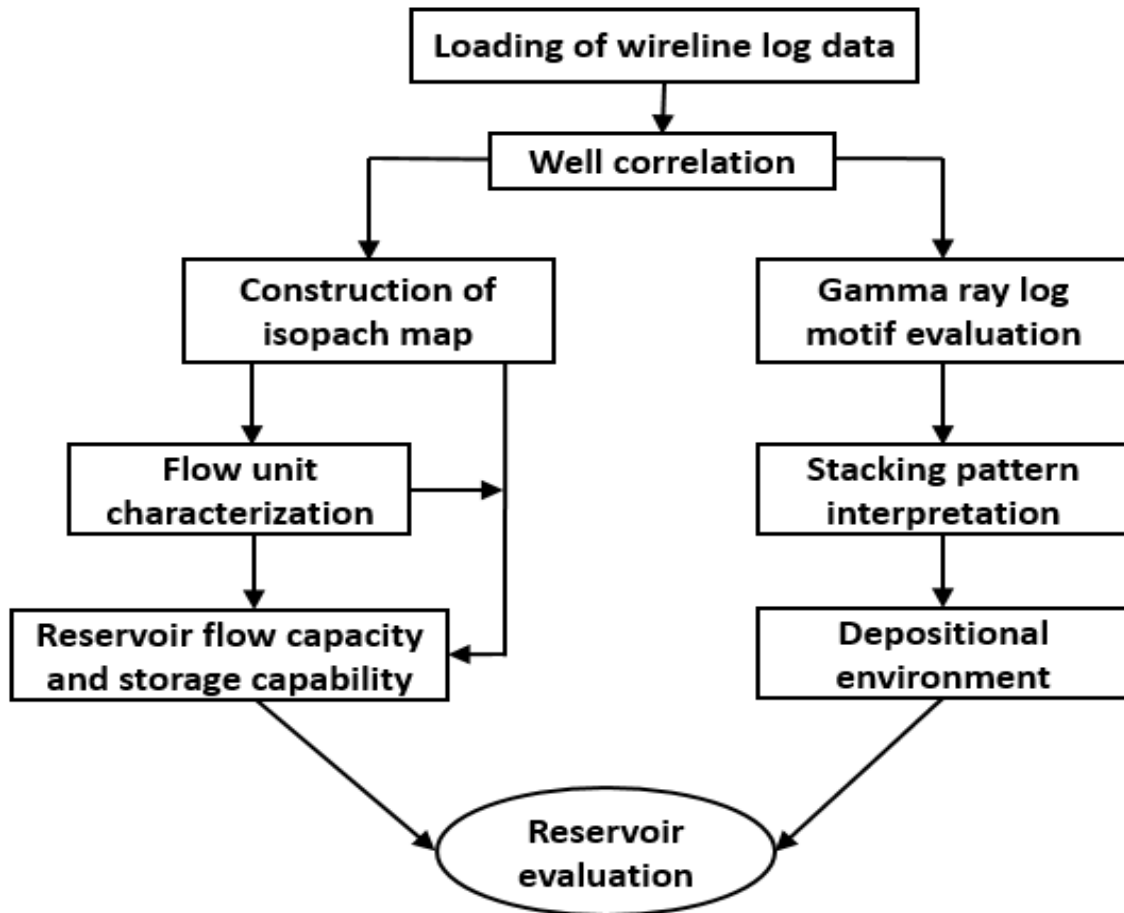 Loading of wireline log data
Well correlation
Construction of
isopach map
Gamma ray log
motif evaluation
Flow unit
characterization
Stacking pattern
interpretation
Reservoir flow capacity
and storage capability
Depositional
environment
Reservoir
evaluation